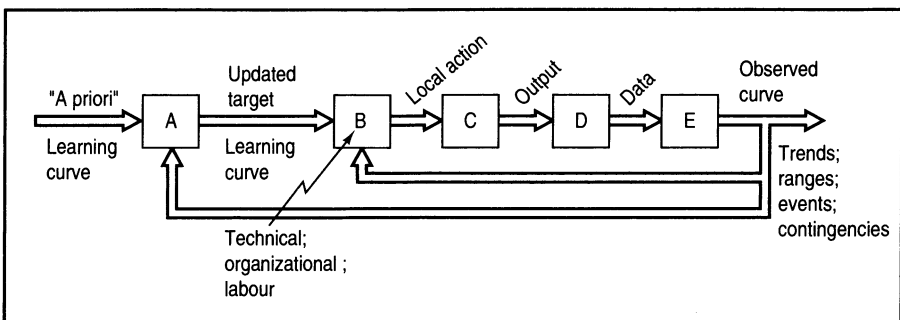 "A priori"
Learning
curve
A
Updated
target
Learning
curve
B
Technical;
organizational ;
labour
Local action
C
Output
D
Data
E
Observed
curve
Trends;
ranges;
events;
contingencies